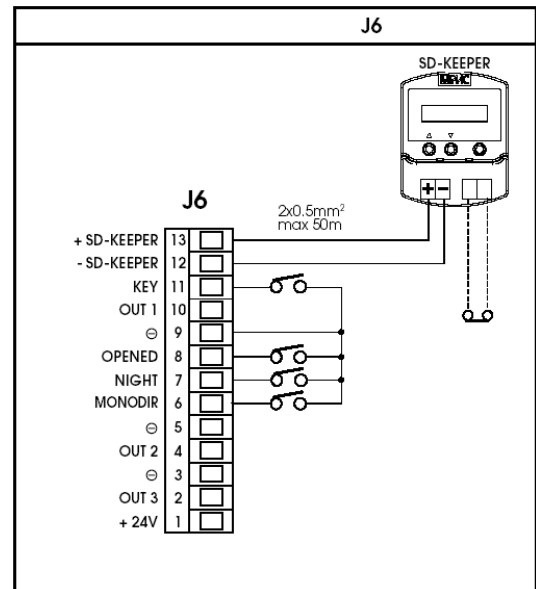 J6
SD-KEEPER
J6
2x0.5mm²
max 50m
+ SD-KEEPER 13
- SD-KEEPER 12
KEY 11
OUT 1 10
⊖ 9
OPENED 8
NIGHT 7
MONODIR 6
⊖ 5
OUT 2 4
⊖ 3
OUT 3 2
+ 24V 1
+ -